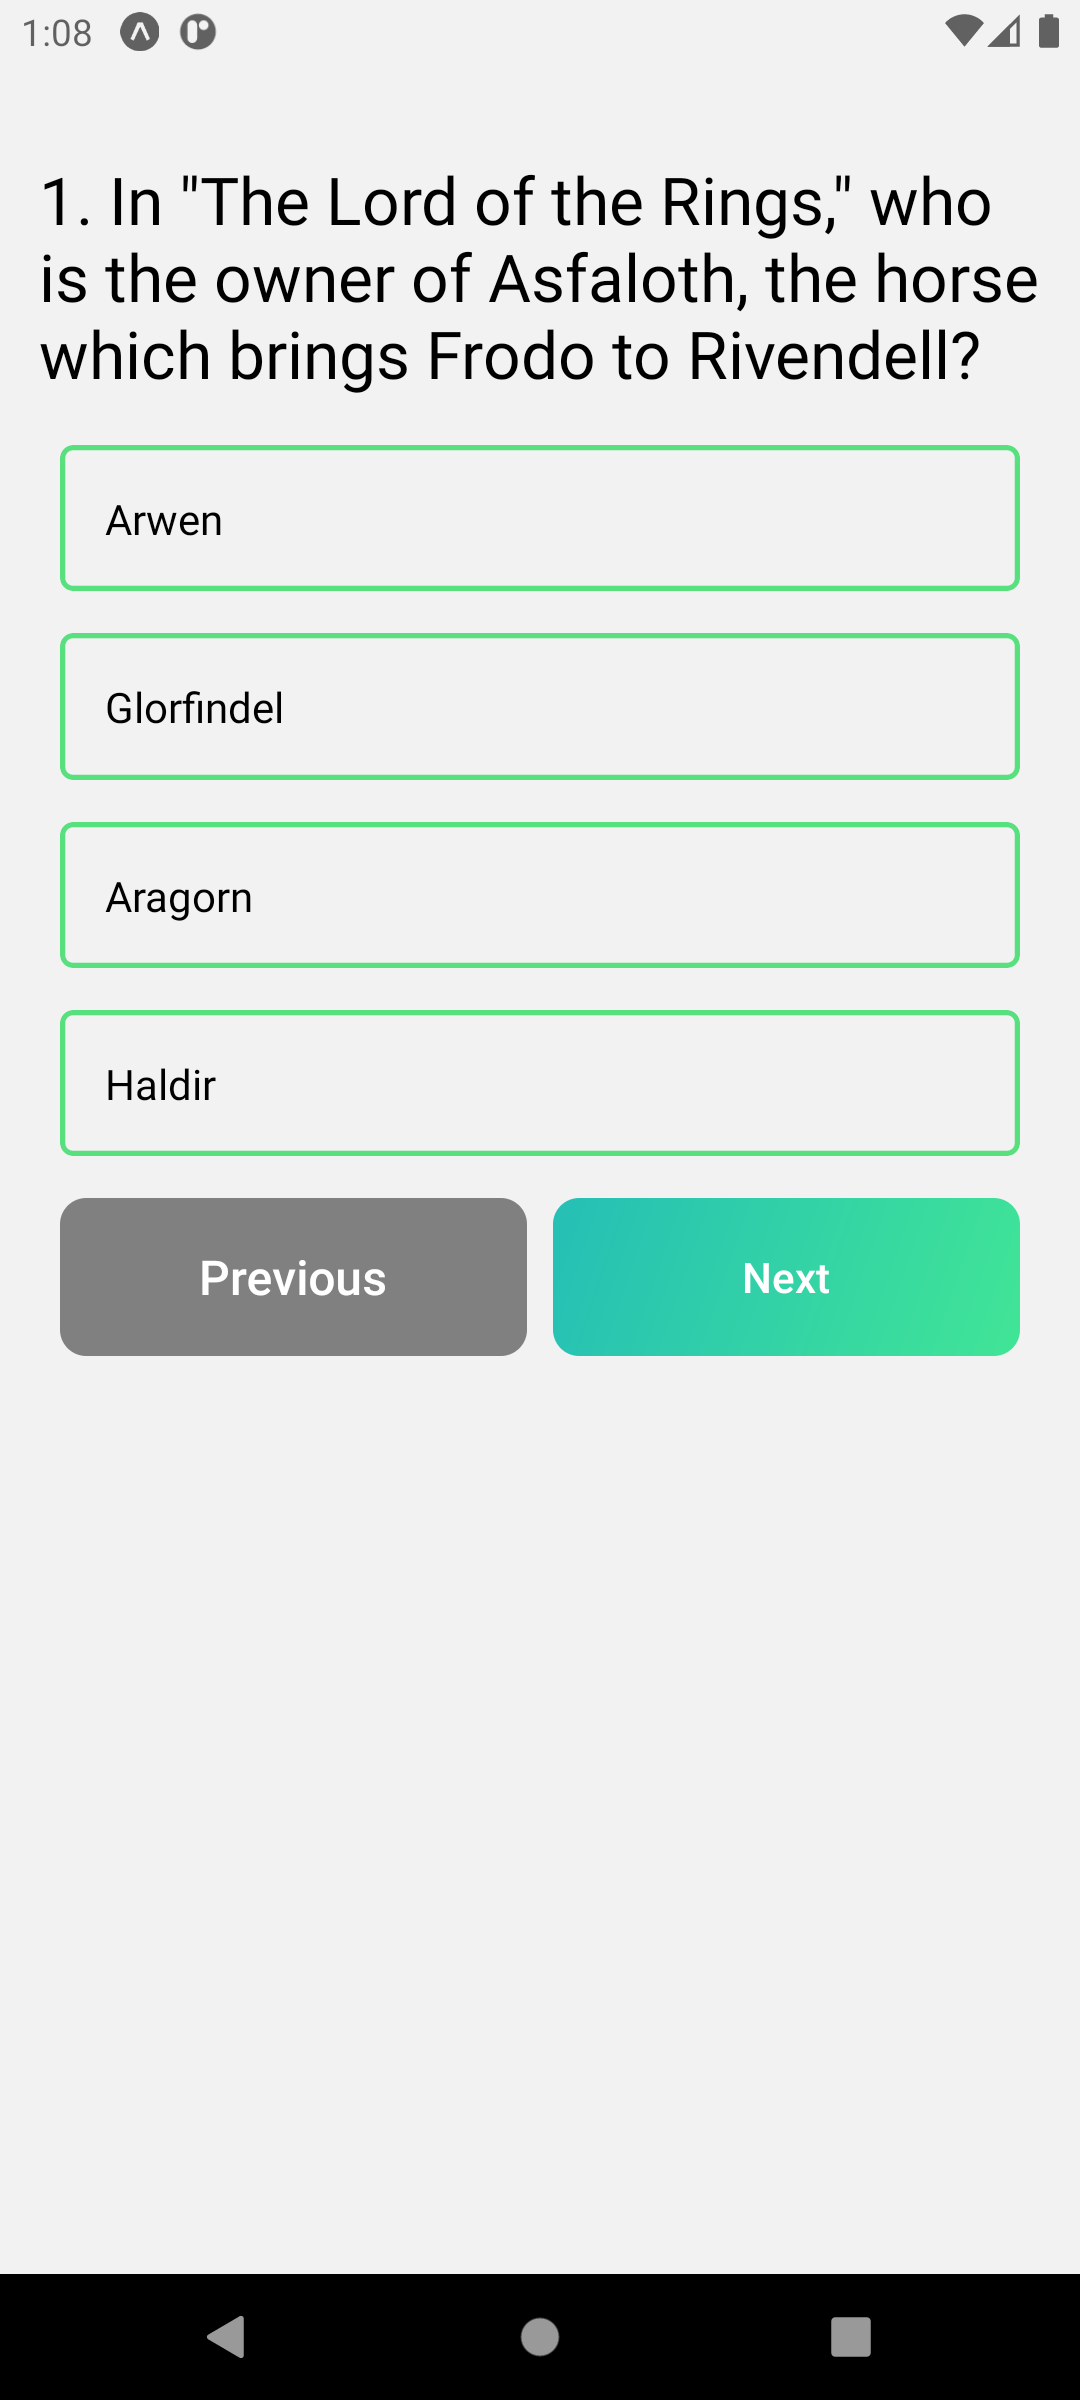 1:08
1. In "The Lord of the Rings," who
is the owner of Asfaloth, the horse
which brings Frodo to Rivendell?
Arwen
Glorfindel
Aragorn
Haldir
Previous
Next